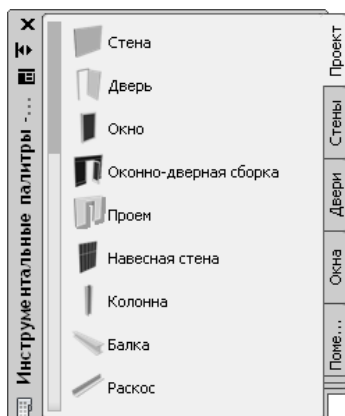 Инструментальные палитры -...
Стена
Дверь
Окно
Оконно-дверная сборка
Проем
Навесная стена
Колонна
Балка
Раскос
Проект
Стены
Двери
Окна
Поме...